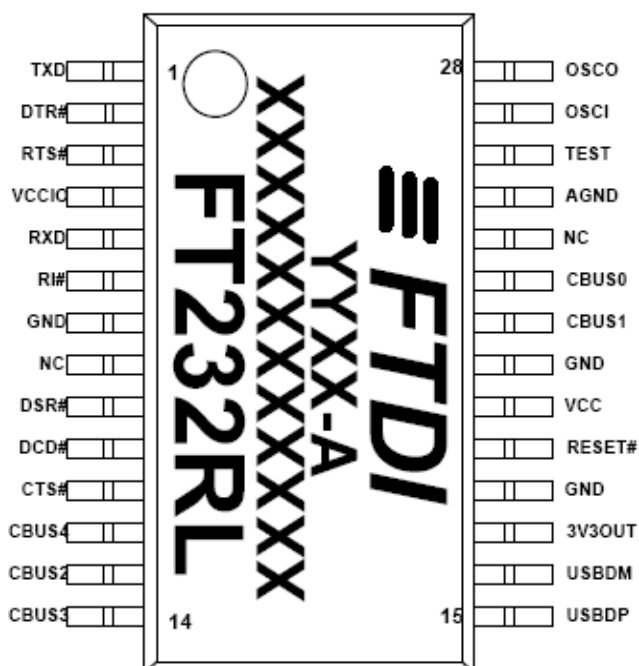 TXD 1 28 OSCO
DTR# OSCI
RTS# TEST
VCCIO AGND
RXD NC
RI# CBUS0
GND CBUS1
NC GND
DSR# VCC
DCD# RESET#
CTS# GND
CBUS4 3V3OUT
CBUS2 USBDM
CBUS3 14 15 USBDP
FTDI
YYXX-A
XXXXXXXXXXXX
FT232RL